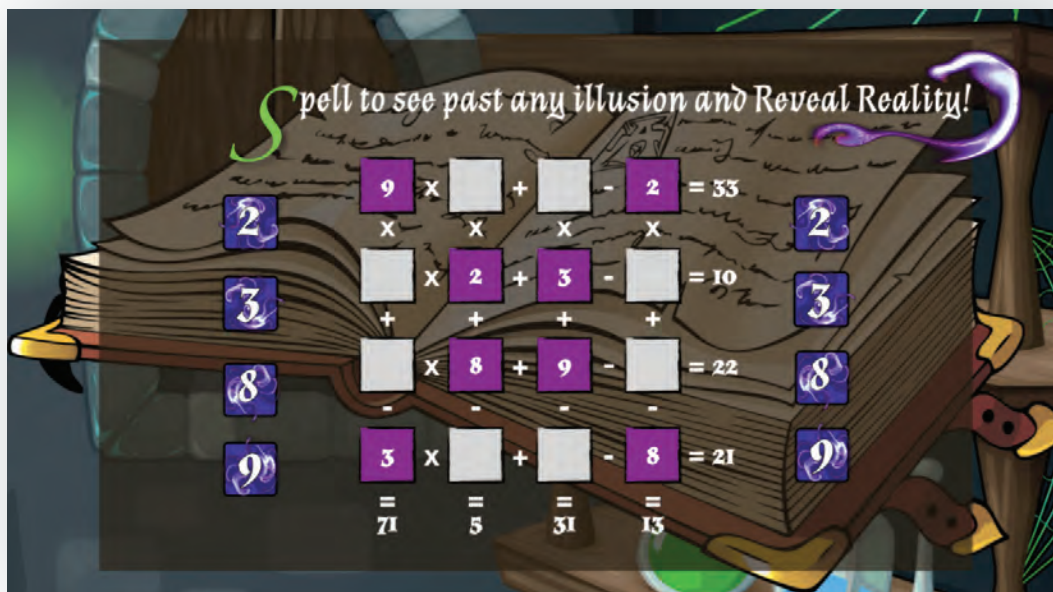 Spell to see past any illusion and Reveal Reality!
9 x + - 2 = 33
2 x x x x 2
x 2 + 3 - = 10
3 + + + + 3
x 8 + 9 - = 22
8 - - - - 8
3 x + - 8 = 21
9 = = = = 9
71 5 31 13